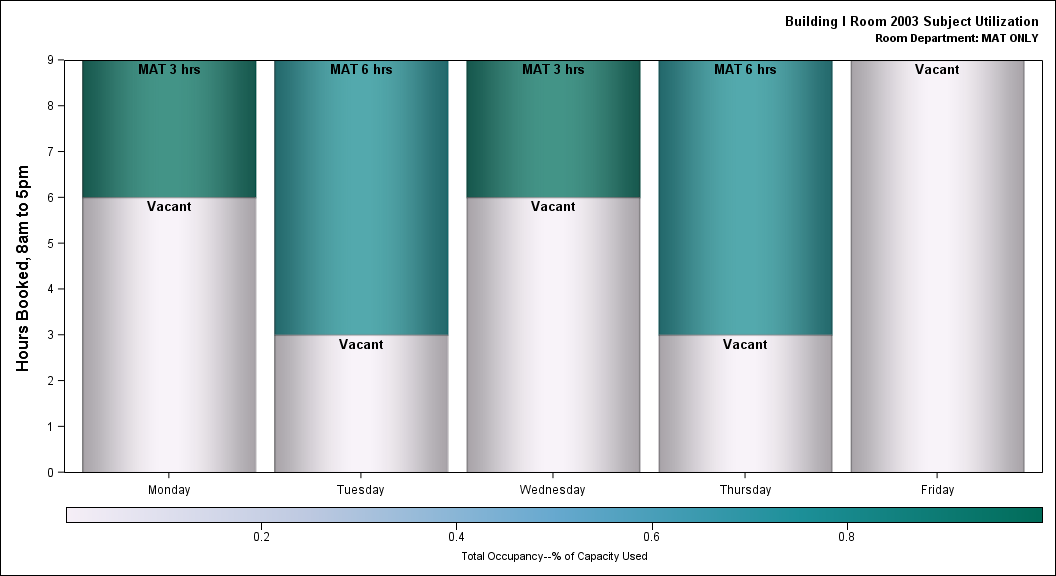 Building I Room 2003 Subject Utilization
Room Department: MAT ONLY
Hours Booked, 8am to 5pm
9
8
7
6
5
4
3
2
1
0
MAT 3 hrs
MAT 6 hrs
MAT 3 hrs
MAT 6 hrs
Vacant
Vacant
Vacant
Vacant
Vacant
Monday
Tuesday
Wednesday
Thursday
Friday
0.2
0.4
0.6
0.8
Total Occupancy--% of Capacity Used